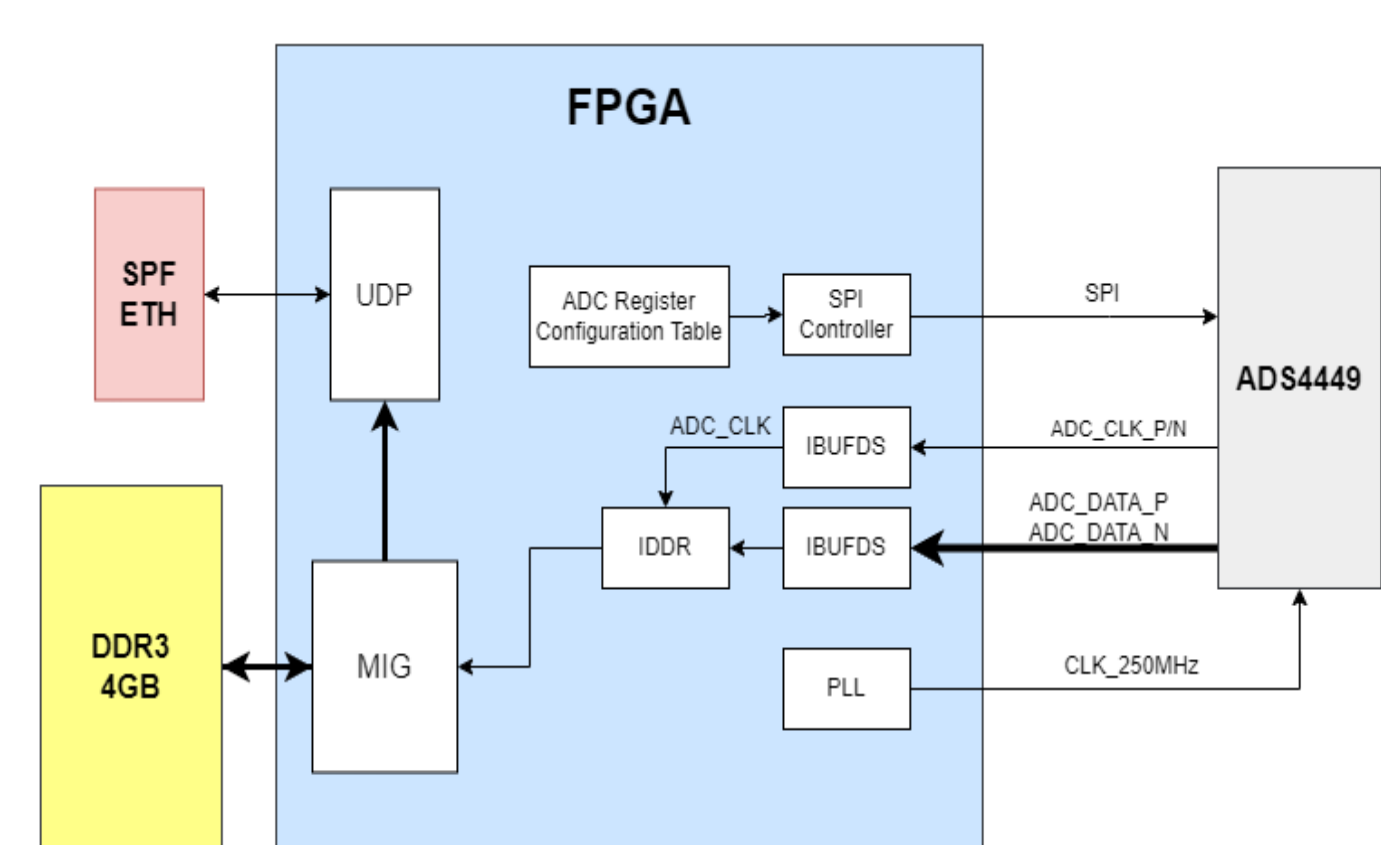 FPGA
SPF
ETH
UDP
ADC Register
Configuration Table
SPI
Controller
SPI
ADS4449
ADC_CLK
IBUFDS
ADC_CLK_P/N
ADC_DATA_P
ADC_DATA_N
IDDR
IBUFDS
DDR3
4GB
MIG
PLL
CLK_250MHz